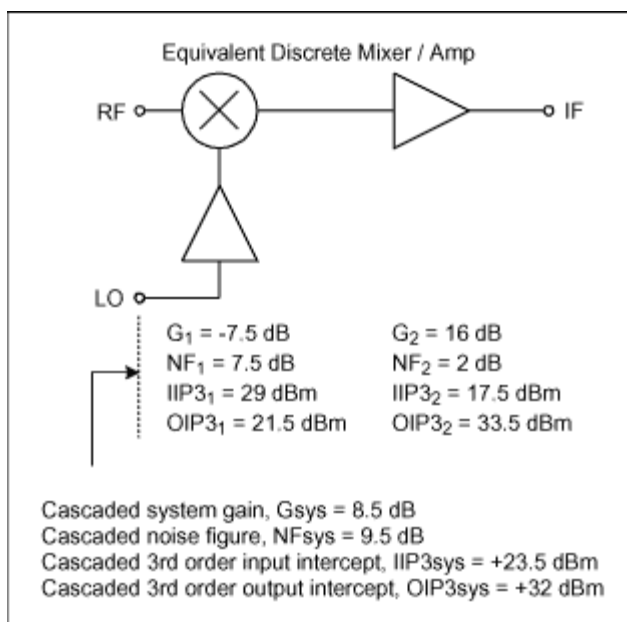 Equivalent Discrete Mixer / Amp
RF
IF
LO
G1 = -7.5 dB
NF1 = 7.5 dB
IIP31 = 29 dBm
OIP31 = 21.5 dBm
G2 = 16 dB
NF2 = 2 dB
IIP32 = 17.5 dBm
OIP32 = 33.5 dBm
Cascaded system gain, Gsys = 8.5 dB
Cascaded noise figure, NFsys = 9.5 dB
Cascaded 3rd order input intercept, IIP3sys = +23.5 dBm
Cascaded 3rd order output intercept, OIP3sys = +32 dBm